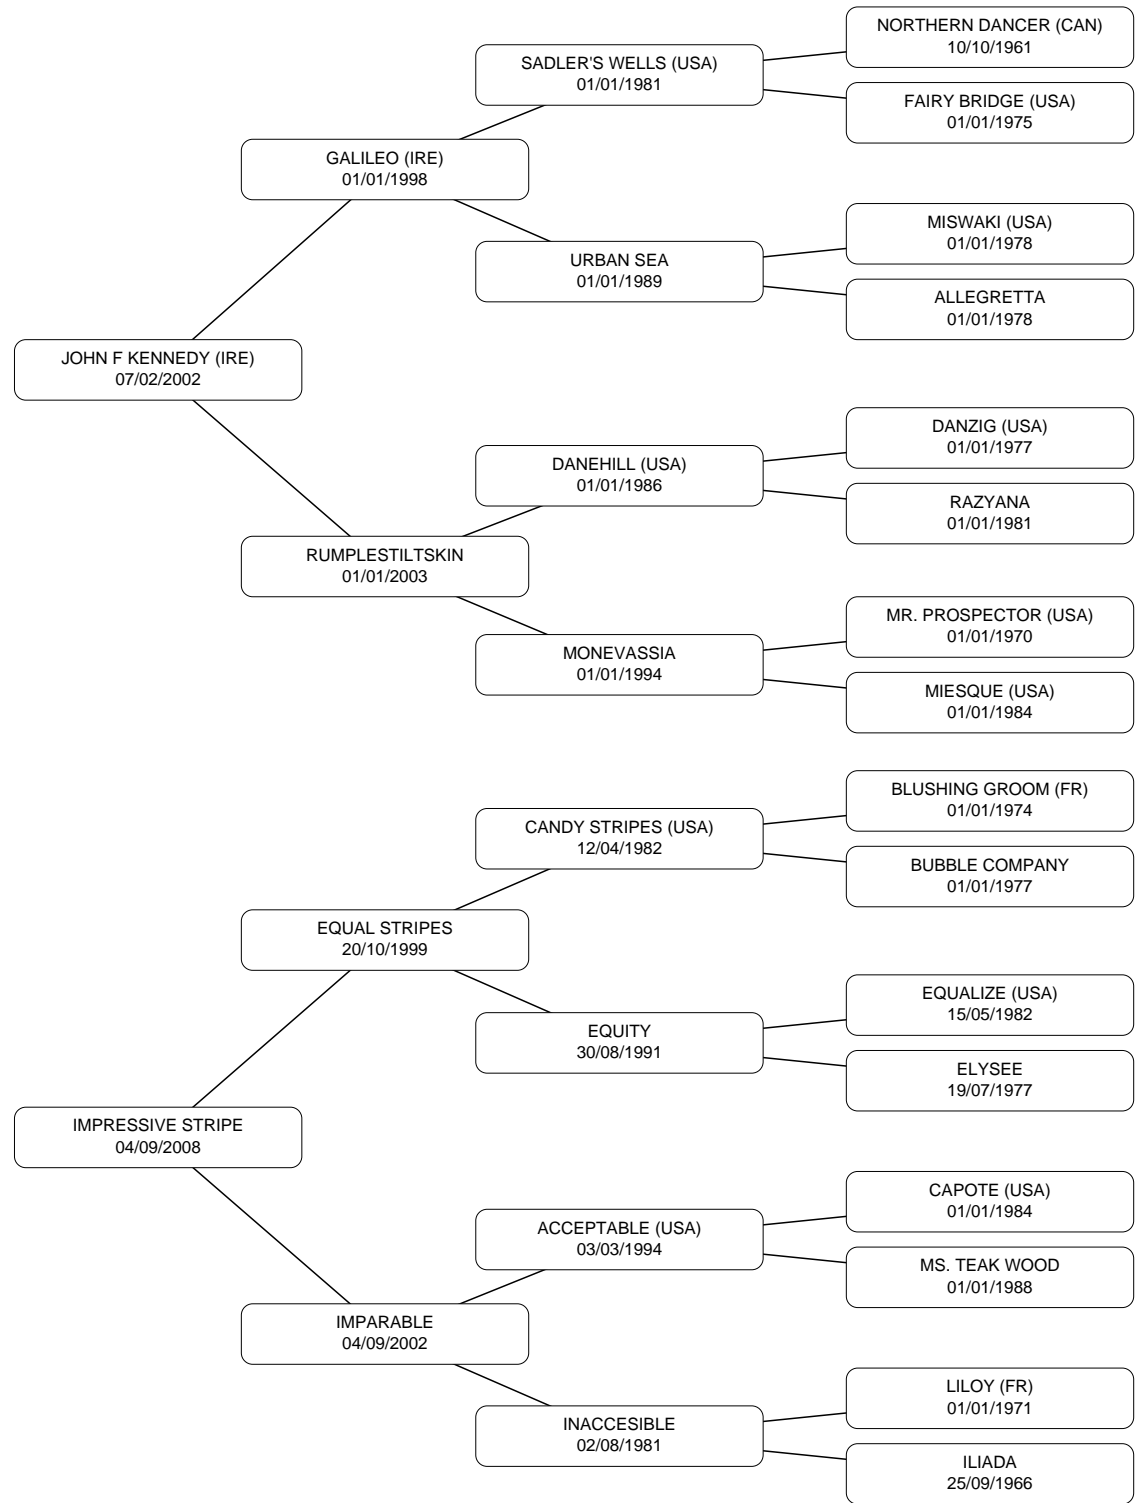 NORTHERN DANCER (CAN)
10/10/1961
SADLER'S WELLS (USA)
01/01/1981
FAIRY BRIDGE (USA)
01/01/1975
GALILEO (IRE)
01/01/1998
MISWAKI (USA)
01/01/1978
URBAN SEA
01/01/1989
ALLEGRETTA
01/01/1978
JOHN F KENNEDY (IRE)
07/02/2002
DANZIG (USA)
01/01/1977
DANEHILL (USA)
01/01/1986
RAZYANA
01/01/1981
RUMPLESTILTSKIN
01/01/2003
MR. PROSPECTOR (USA)
01/01/1970
MONEVASSIA
01/01/1994
MIESQUE (USA)
01/01/1984
BLUSHING GROOM (FR)
01/01/1974
CANDY STRIPES (USA)
12/04/1982
BUBBLE COMPANY
01/01/1977
EQUAL STRIPES
20/10/1999
EQUALIZE (USA)
15/05/1982
EQUITY
30/08/1991
ELYSEE
19/07/1977
IMPRESSIVE STRIPE
04/09/2008
CAPOTE (USA)
01/01/1984
ACCEPTABLE (USA)
03/03/1994
MS. TEAK WOOD
01/01/1988
IMPARABLE
04/09/2002
LILOY (FR)
01/01/1971
INACCESIBLE
02/08/1981
ILIADA
25/09/1966